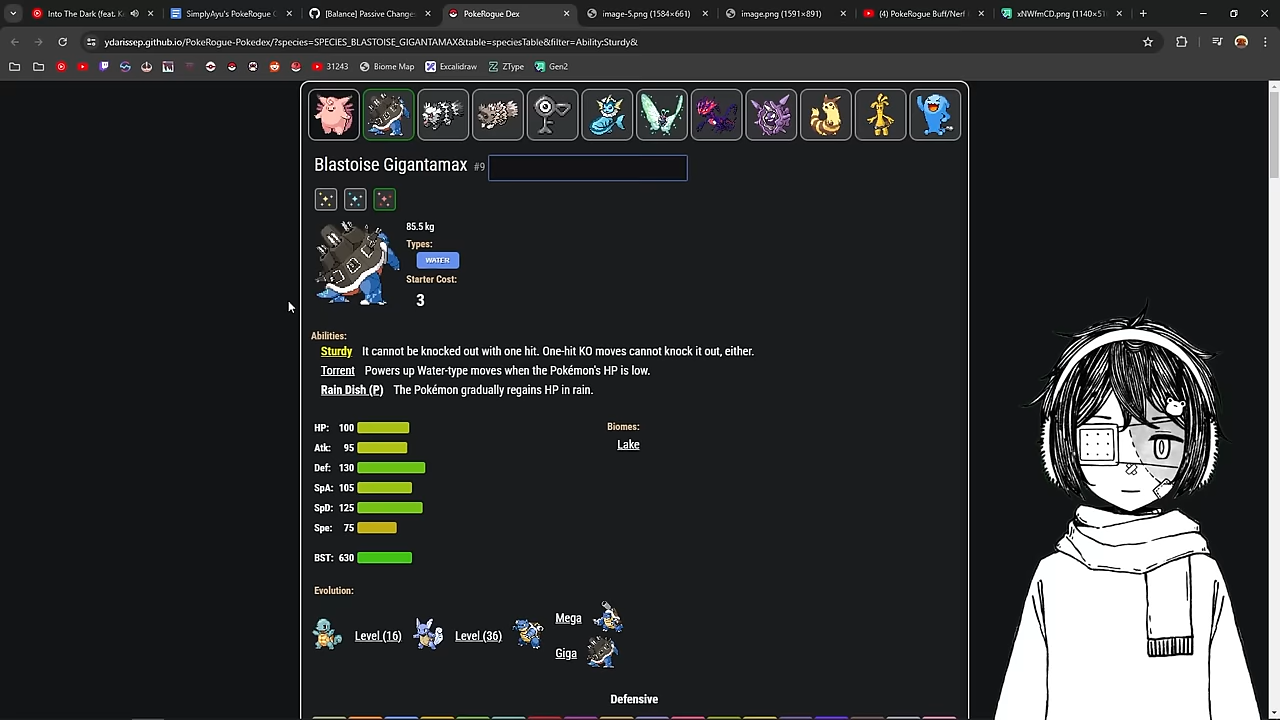 Into The Dark (feat.
SimplyAyu's PokeRogue
[Balance] Passive Change
PokeRogue Dex
image-5.png (1584×661)
image.png (1591×891)
(4) PokeRogue Buff/Nerf
xNWfmCD.png (1140×51
ydarissep.github.io/PokeRogue-Pokedex/?species=SPECIES_BLASTOISE_GIGANTAMAX&table=speciesTable&filter=Ability:Sturdy&
31243
Biome Map
Excalidraw
ZType
Gen2
Blastoise Gigantamax #9
85.5 kg
Types:
WATER
Starter Cost:
3
Abilities:
Sturdy It cannot be knocked out with one hit. One-hit KO moves cannot knock it out, either.
Torrent Powers up Water-type moves when the Pokémon's HP is low.
Rain Dish (P) The Pokémon gradually regains HP in rain.
HP: 100
Atk: 95
Def: 130
SpA: 105
SpD: 125
Spe: 75
BST: 630
Biomes:
Lake
Evolution:
Level (16)
Level (36)
Mega
Giga
Defensive